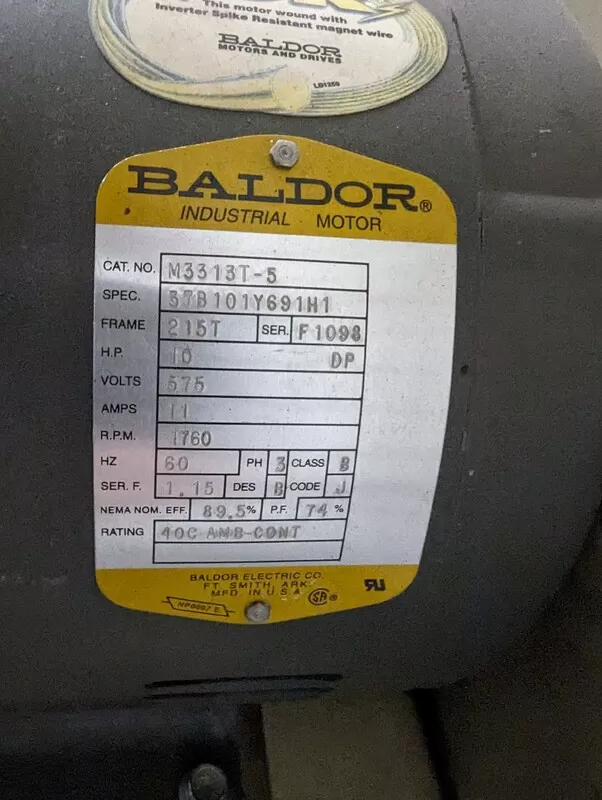 This motor wound with
Inverter Spike Resistant magnet wire
BALDOR
MOTORS AND DRIVES
LD1259
BALDOR®
INDUSTRIAL MOTOR
CAT. NO. M3313T-5
SPEC. 37B101Y691H1
FRAME 215T SER. F1098
H.P. 10 DP
VOLTS 575
AMPS 11
R.P.M. 1760
HZ 60 PH 3 CLASS B
SER. F. 1.15 DES B CODE J
NEMA NOM. EFF. 89.5% P.F. 74 %
RATING 40C AMB-CONT
BALDOR ELECTRIC CO.
FT. SMITH, ARK.
MFD. IN U.S.A.